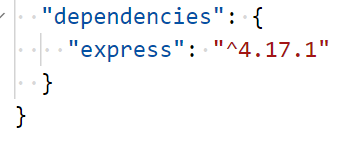 "dependencies": {
"express": "^4.17.1"
}
}